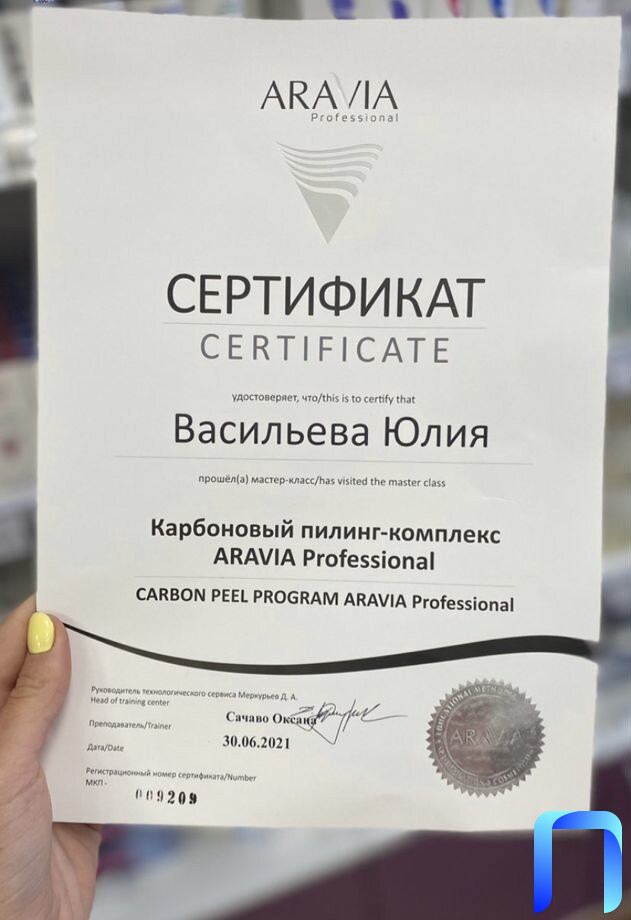 ARAVIA
Professional
СЕРТИФИКАТ
CERTIFICATE
удостоверяет, что/this is to certify that
Васильева Юлия
прошёл(а) мастер-класс/has visited the master class
Карбоновый пилинг-комплекс
ARAVIA Professional
CARBON PEEL PROGRAM ARAVIA Professional
Руководитель технологического сервиса Меркурьев Д. А.
Head of training center
Преподаватель/Trainer Сачаво Оксана
Дата/Date 30.06.2021
Регистрационный номер сертификата/Number
МКП - 009209
ARAVIA